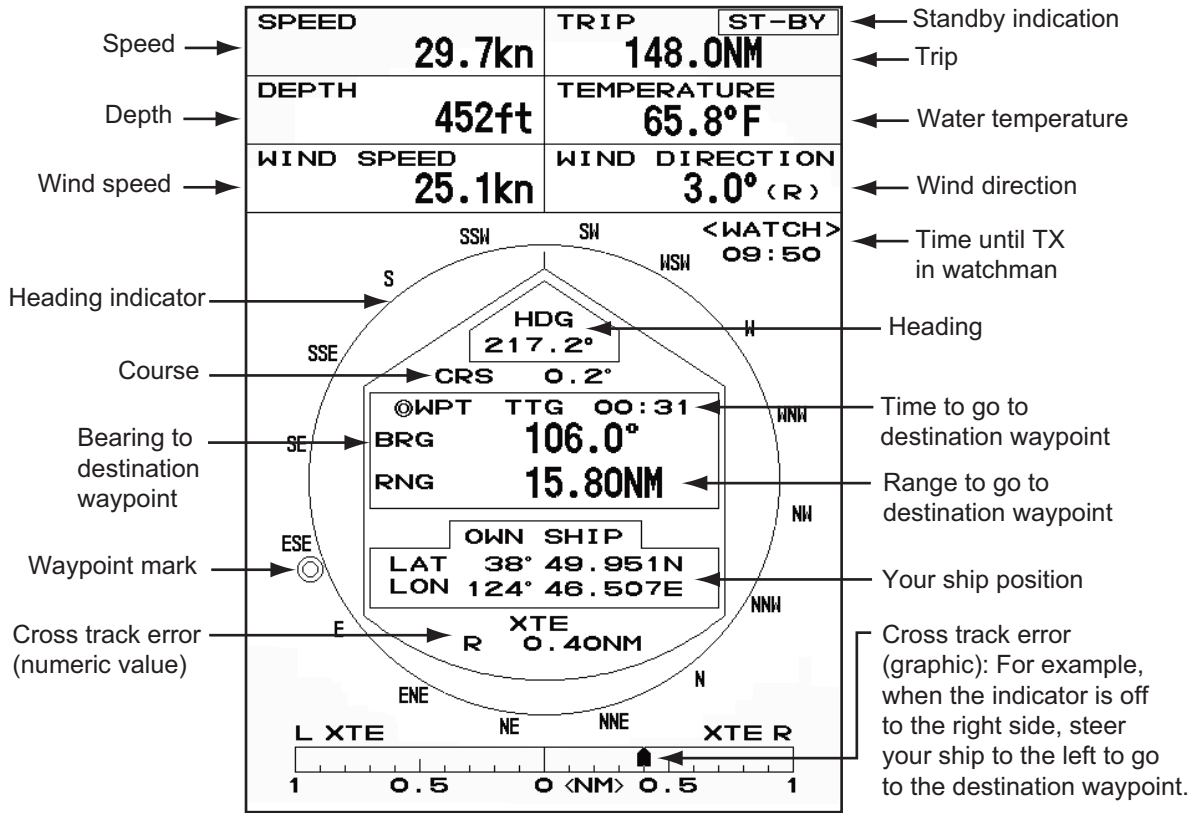 SPEED
29.7kn
TRIP
ST-BY
148.0NM
DEPTH
452ft
TEMPERATURE
65.8°F
WIND SPEED
25.1kn
WIND DIRECTION
3.0° (R)
<WATCH>
09:50
SSW
SW
WSW
S
W
SSE
WNW
SE
NW
ESE
NNW
E
N
ENE
NNE
NE
HDG
217.2°
CRS 0.2°
◎WPT TTG 00:31
BRG 106.0°
RNG 15.80NM
OWN SHIP
LAT 38° 49.951N
LON 124° 46.507E
XTE
R 0.40NM
L XTE
XTE R
1 0.5 0 <NM> 0.5 1
Speed
Depth
Wind speed
Heading indicator
Course
Bearing to
destination
waypoint
Waypoint mark
Cross track error
(numeric value)
Standby indication
Trip
Water temperature
Wind direction
Time until TX
in watchman
Heading
Time to go to
destination waypoint
Range to go to
destination waypoint
Your ship position
Cross track error
(graphic): For example,
when the indicator is off
to the right side, steer
your ship to the left to go
to the destination waypoint.